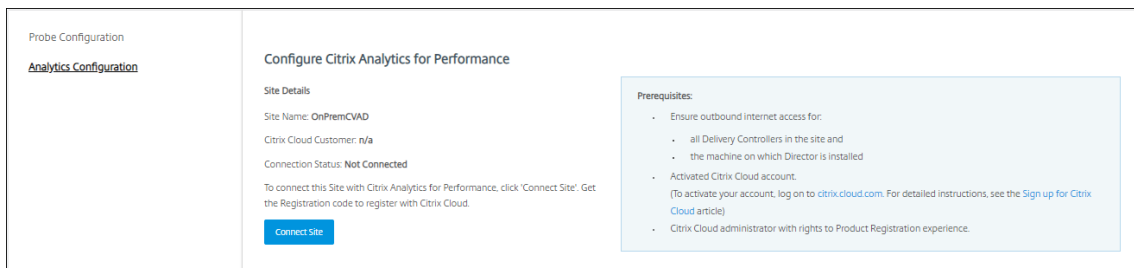 Probe Configuration
Analytics Configuration
Configure Citrix Analytics for Performance
Site Details
Site Name: OnPremCVAD
Citrix Cloud Customer: n/a
Connection Status: Not Connected
To connect this Site with Citrix Analytics for Performance, click 'Connect Site'. Get
the Registration code to register with Citrix Cloud.
Connect Site
Prerequisites:
• Ensure outbound internet access for:
• all Delivery Controllers in the site and
• the machine on which Director is installed
• Activated Citrix Cloud account.
(To activate your account, log on to citrix.cloud.com. For detailed instructions, see the Sign up for Citrix
Cloud article)
• Citrix Cloud administrator with rights to Product Registration experience.